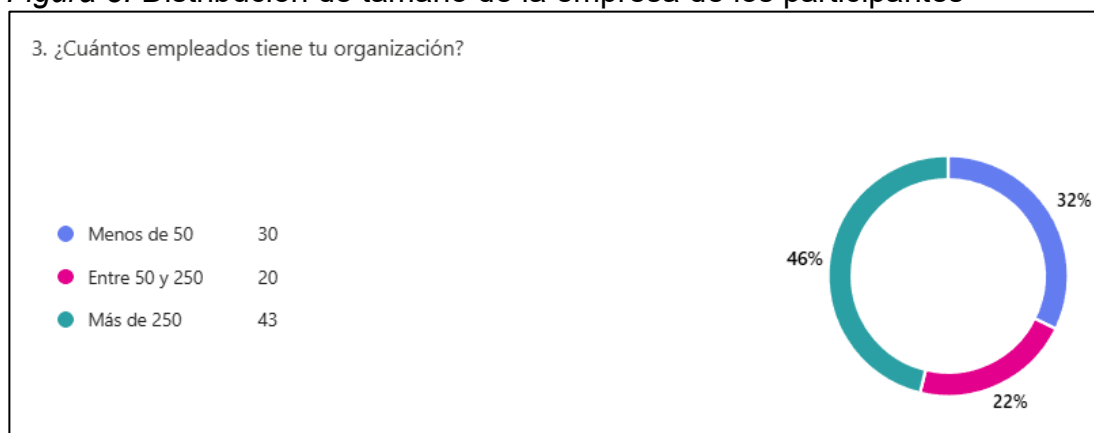 3. ¿Cuántos empleados tiene tu organización?
Menos de 50 30
Entre 50 y 250 20
Más de 250 43
32%
46%
22%